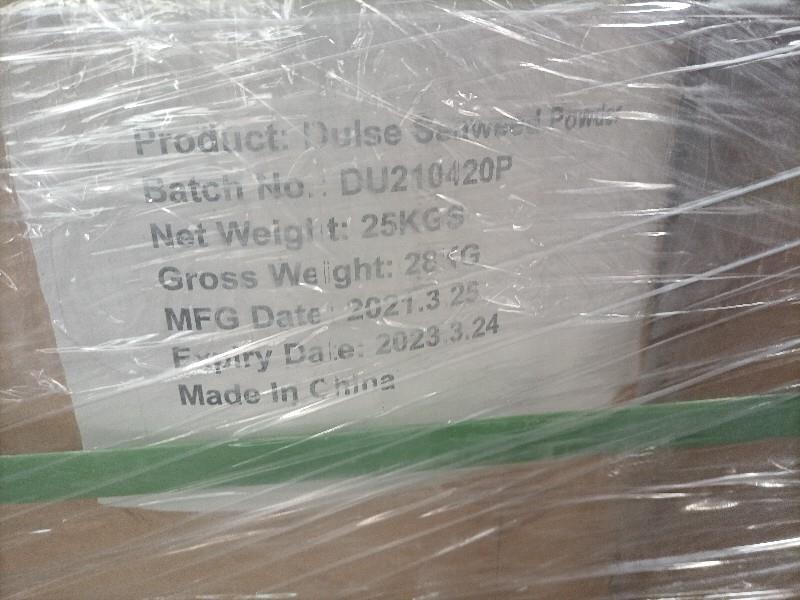 Product: Dulse Seaweed Powder
Batch No.: DU210420P
Net Weight: 25KGS
Gross Weight: 28KG
MFG Date: 2021.3.25
Expiry Date: 2023.3.24
Made In China